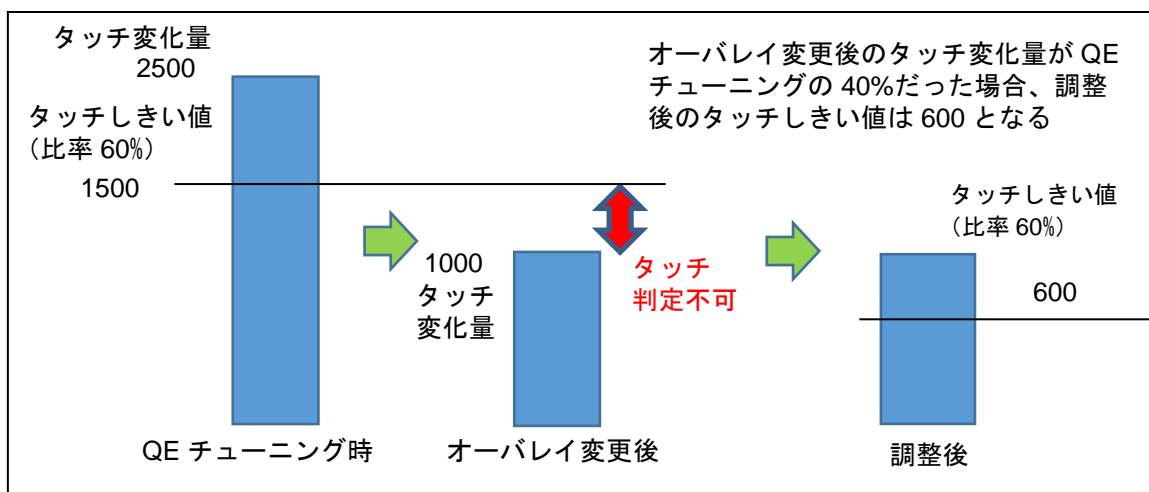 タッチ変化量
2500
タッチしきい値
（比率 60%）
1500
オーバレイ変更後のタッチ変化量が QE
チューニングの 40%だった場合、調整
後のタッチしきい値は 600 となる
1000
タッチ
変化量
タッチ
判定不可
タッチしきい値
（比率 60%）
600
QE チューニング時
オーバレイ変更後
調整後